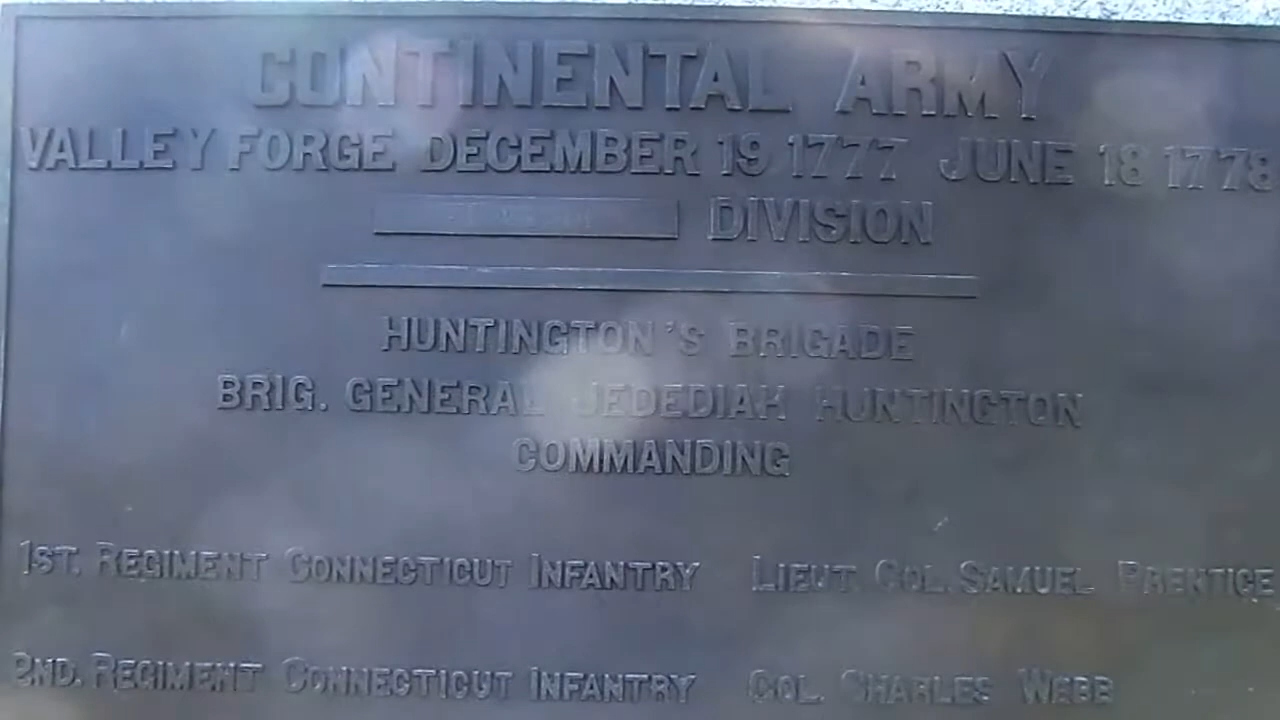 CONTINENTAL ARMY
VALLEY FORGE DECEMBER 19 1777 JUNE 18 1778
DIVISION
HUNTINGTON'S BRIGADE
BRIG. GENERAL JEDEDIAH HUNTINGTON
COMMANDING
1ST. REGIMENT CONNECTICUT INFANTRY LIEUT. COL. SAMUEL PRENTICE
2ND. REGIMENT CONNECTICUT INFANTRY COL. CHARLES WEBB